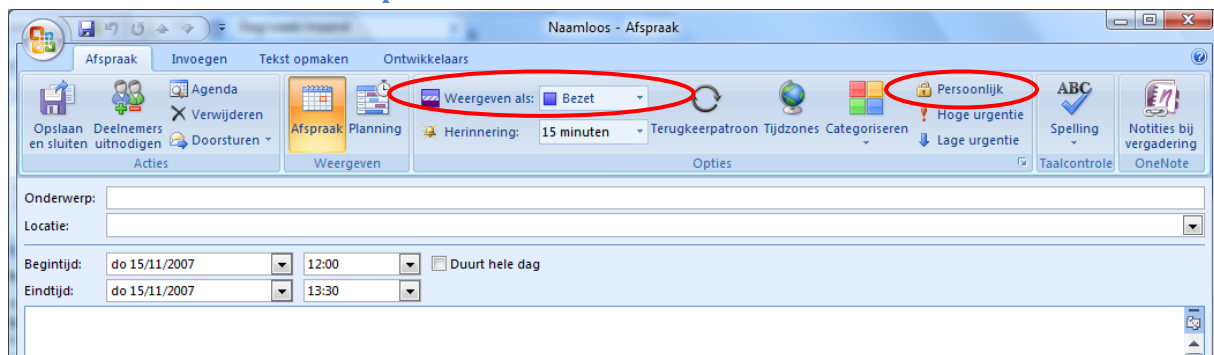 Naamloos - Afspraak
Afspraak Invoegen Tekst opmaken Ontwikkelaars
Opslaan en sluiten
Deelnemers uitnodigen
Agenda
Verwijderen
Doorsturen
Acties
Afspraak
Planning
Weergeven
Weergeven als: Bezet
Herinnering: 15 minuten
Terugkeerpatroon
Tijdzones
Categoriseren
Persoonlijk
Hoge urgentie
Lage urgentie
Opties
ABC
Spelling
Taalcontrole
Notities bij vergadering
OneNote
Onderwerp:
Locatie:
Begintijd: do 15/11/2007 12:00 Duurt hele dag
Eindtijd: do 15/11/2007 13:30